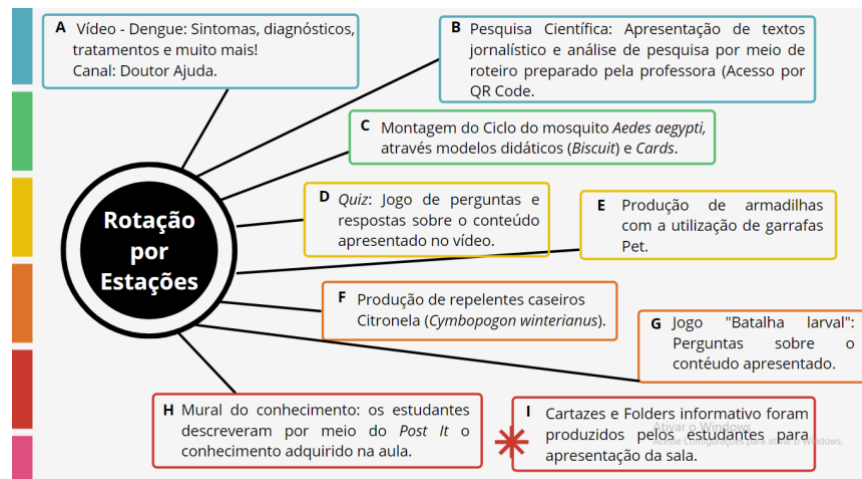 A Vídeo - Dengue: Sintomas, diagnósticos,
tratamentos e muito mais!
Canal: Doutor Ajuda.
B Pesquisa Científica: Apresentação de textos
jornalístico e análise de pesquisa por meio de
roteiro preparado pela professora (Acesso por
QR Code.
C Montagem do Ciclo do mosquito Aedes aegypti,
através modelos didáticos (Biscuit) e Cards.
D Quiz: Jogo de perguntas e
respostas sobre o conteúdo
apresentado no vídeo.
E Produção de armadilhas
com a utilização de garrafas
Pet.
Rotação
por
Estações
F Produção de repelentes caseiros
Citronela (Cymbopogon winterianus).
G Jogo "Batalha larval":
Perguntas sobre o
contéudo apresentado.
H Mural do conhecimento: os estudantes
descreveram por meio do Post It o
conhecimento adquirido na aula.
I Cartazes e Folders informativo foram
produzidos pelos estudantes para
apresentação da sala.
Ativar o Windows
Acesse Configurações para ativar o Windows.